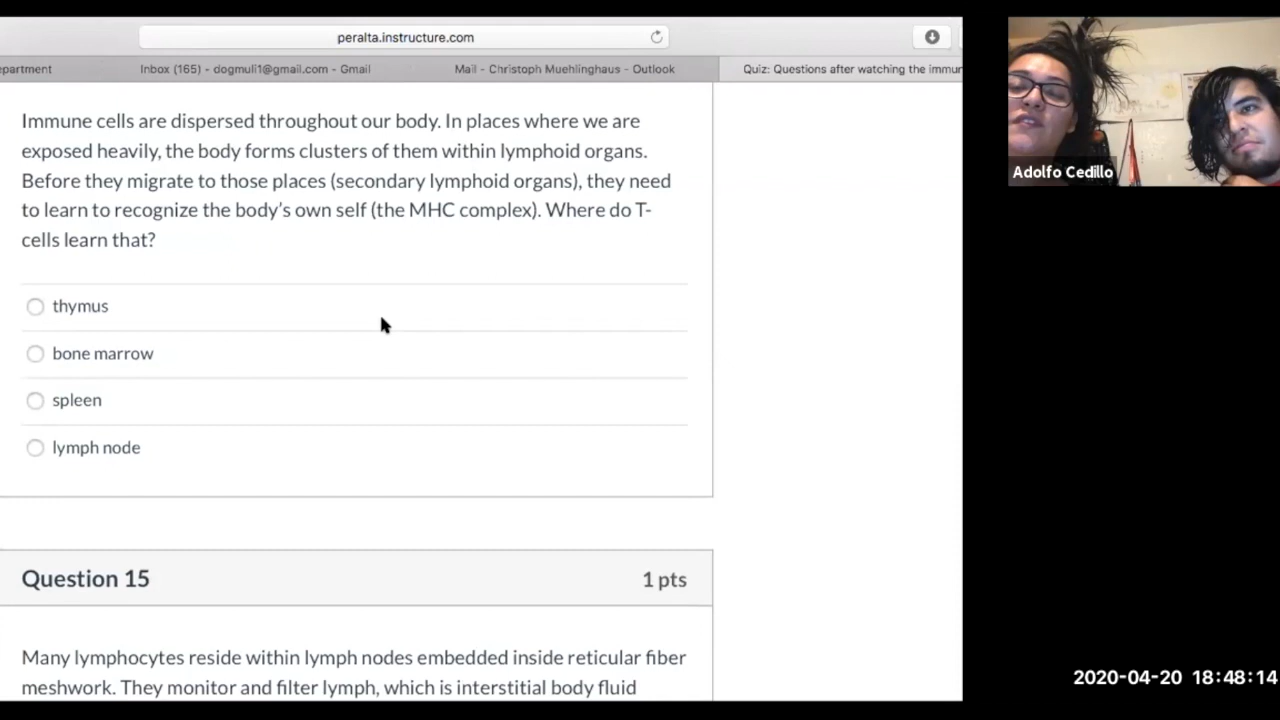 peralta.instructure.com
epartment
Inbox (165) - dogmuli1@gmail.com - Gmail
Mail - Christoph Muehlinghaus - Outlook
Quiz: Questions after watching the immun
Immune cells are dispersed throughout our body. In places where we are
exposed heavily, the body forms clusters of them within lymphoid organs.
Before they migrate to those places (secondary lymphoid organs), they need
to learn to recognize the body's own self (the MHC complex). Where do T-
cells learn that?
thymus
bone marrow
spleen
lymph node
Question 15
1 pts
Many lymphocytes reside within lymph nodes embedded inside reticular fiber
meshwork. They monitor and filter lymph, which is interstitial body fluid
Adolfo Cedillo
2020-04-20 18:48:14